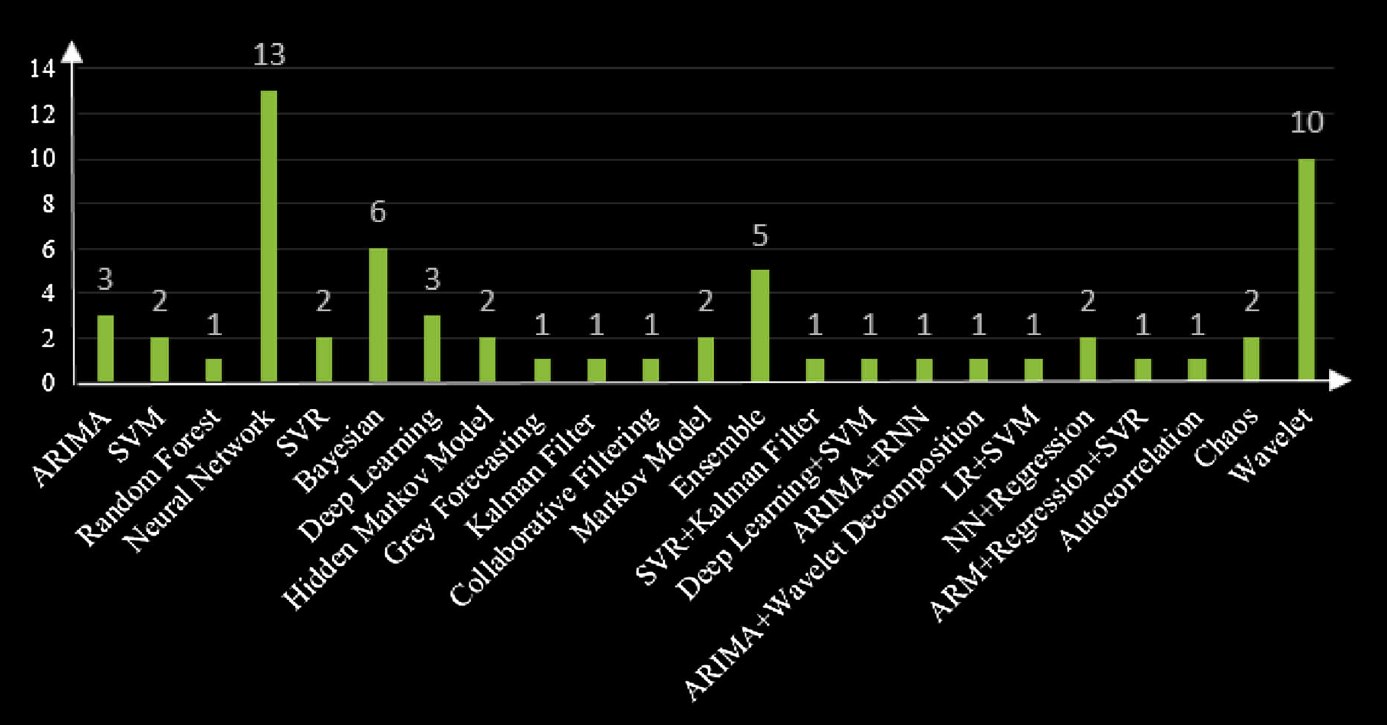 14
12
10
8
6
4
2
0
3
2
1
13
2
6
3
2
1
1
1
2
5
1
1
1
1
1
2
1
1
2
10
ARIMA
SVM
Random Forest
Neural Network
SVR
Bayesian
Deep Learning
Hidden Markov Model
Grey Forecasting
Kalman Filter
Collaborative Filtering
Markov Model
Ensemble
SVR+Kalman Filter
Deep Learning+SVM
ARIMA+RNN
ARIMA+Wavelet Decomposition
LR+SVM
NN+Regression
ARM+Regression+SVR
Autocorrelation
Chaos
Wavelet